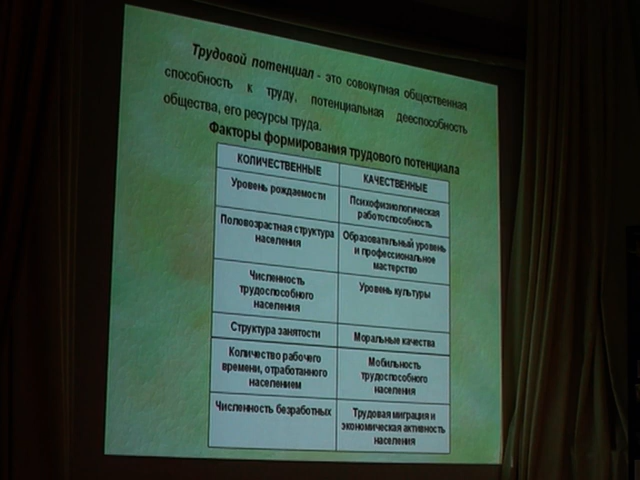 Трудовой потенциал - это совокупная общественная
способность к труду, потенциальная дееспособность
общества, его ресурсы труда.
Факторы формирования трудового потенциала
КОЛИЧЕСТВЕННЫЕ
КАЧЕСТВЕННЫЕ
Уровень рождаемости
Психофизиологическая
работоспособность
Половозрастная структура
населения
Образовательный уровень
и профессиональное
мастерство
Численность
трудоспособного
населения
Уровень культуры
Структура занятости
Моральные качества
Количество рабочего
времени, отработанного
населением
Мобильность
трудоспособного
населения
Численность безработных
Трудовая миграция и
экономическая активность
населения